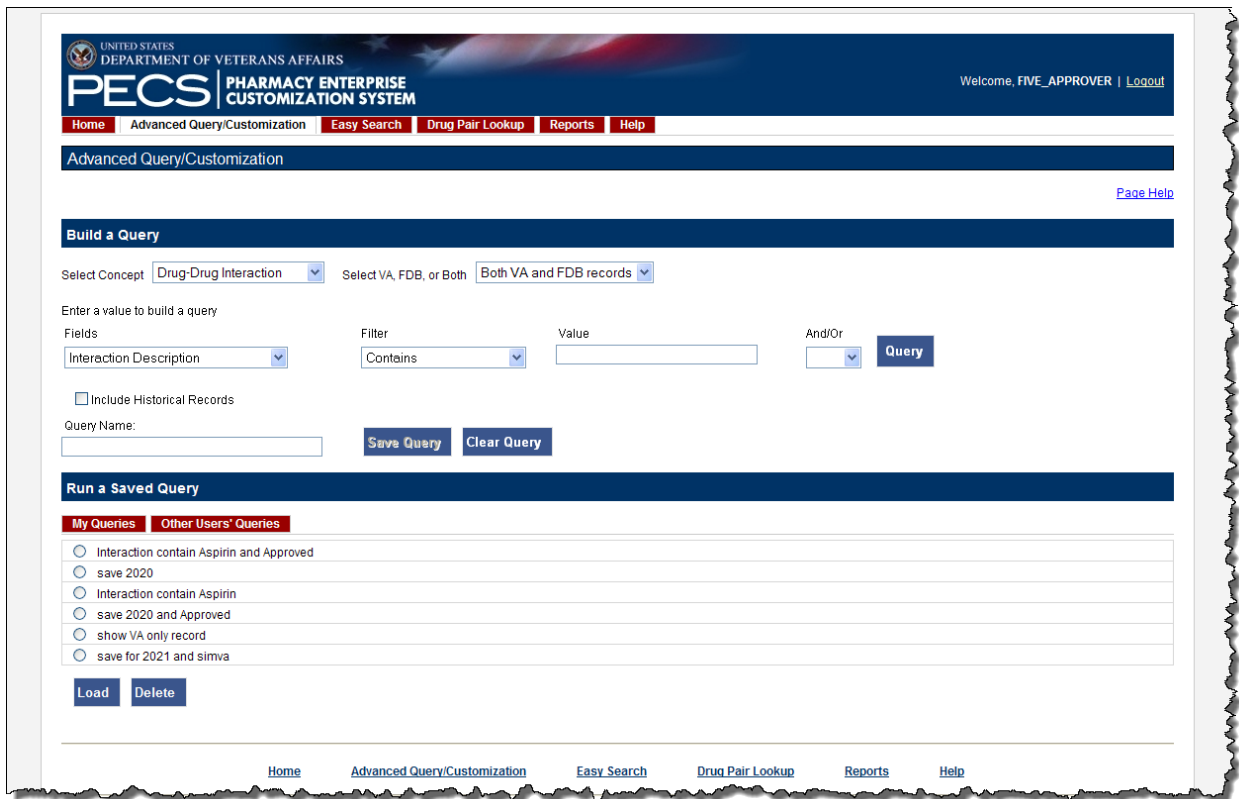 UNITED STATES
DEPARTMENT OF VETERANS AFFAIRS
PECS PHARMACY ENTERPRISE
CUSTOMIZATION SYSTEM
Welcome, FIVE_APPROVER | Logout
Home Advanced Query/Customization Easy Search Drug Pair Lookup Reports Help
Advanced Query/Customization
Page Help
Build a Query
Select Concept Drug-Drug Interaction Select VA, FDB, or Both Both VA and FDB records
Enter a value to build a query
Fields Filter Value And/Or
Interaction Description Contains Query
Include Historical Records
Query Name:
Save Query Clear Query
Run a Saved Query
My Queries Other Users' Queries
Interaction contain Aspirin and Approved
save 2020
Interaction contain Aspirin
save 2020 and Approved
show VA only record
save for 2021 and simva
Load Delete
Home Advanced Query/Customization Easy Search Drug Pair Lookup Reports Help